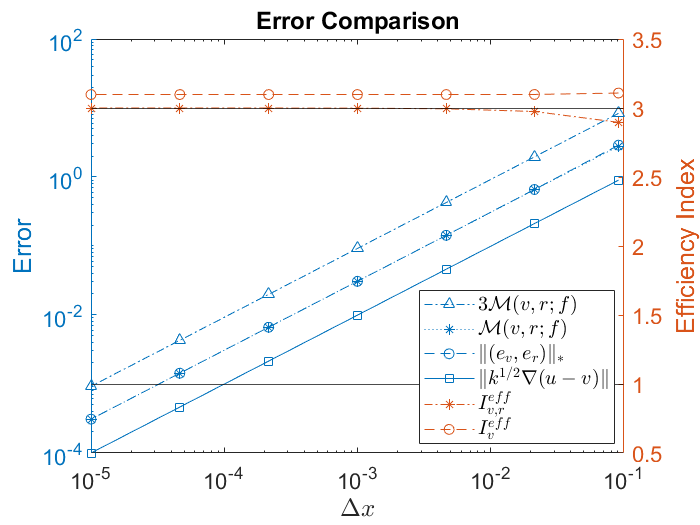 Error Comparison
10^2
10^0
10^-2
10^-4
Error
3.5
3
2.5
2
1.5
1
0.5
Efficiency Index
3ℳ(v, r; f)
ℳ(v, r; f)
‖(e_v, e_r)‖_*
‖k^{1/2}∇(u − v)‖
I_{v,r}^{eff}
I_v^{eff}
10^-5
10^-4
10^-3
10^-2
10^-1
Δx